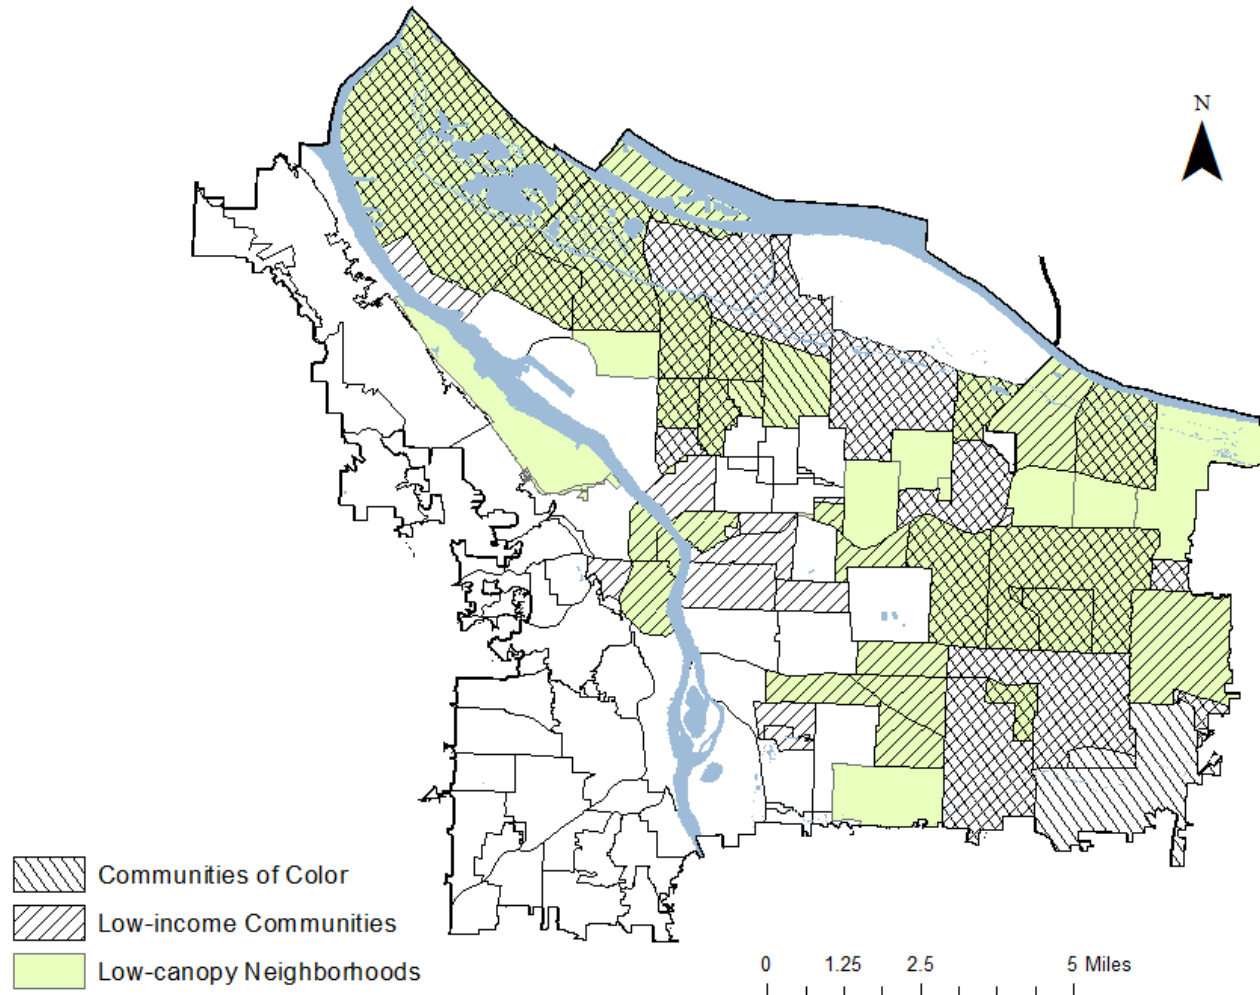 N
Communities of Color
Low-income Communities
Low-canopy Neighborhoods
0 1.25 2.5 5 Miles